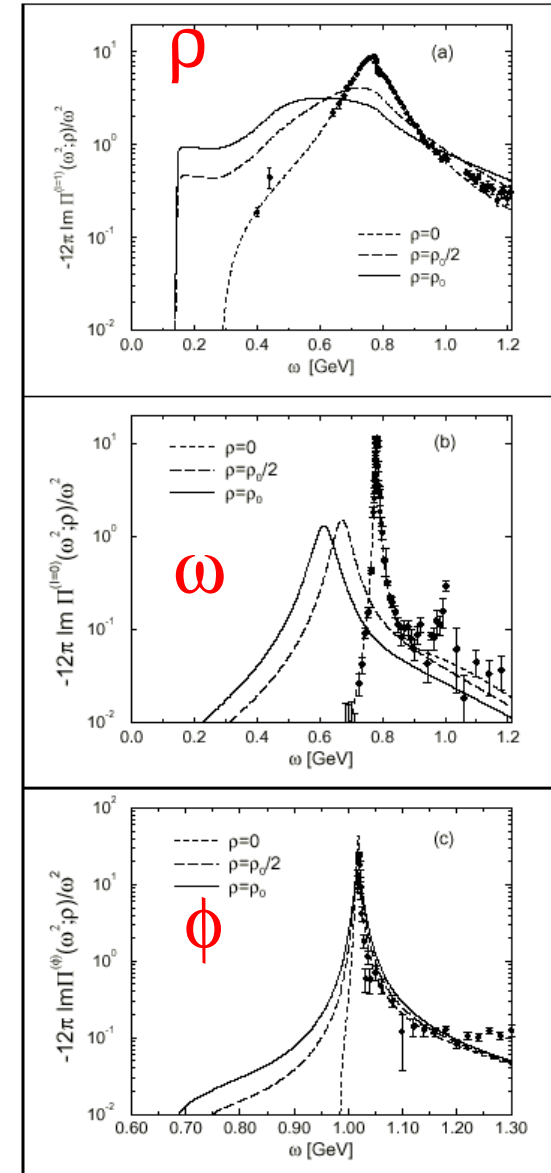 ρ
(a)
-12π Im Π^(I=1)(ω²;ρ)/ω²
10¹
10⁰
10⁻¹
10⁻²
ρ=0
ρ=ρ₀/2
ρ=ρ₀
0.0 0.2 0.4 0.6 0.8 1.0 1.2
ω [GeV]
ω
(b)
-12π Im Π^(I=0)(ω²;ρ)/ω²
10¹
10⁰
10⁻¹
10⁻²
ρ=0
ρ=ρ₀/2
ρ=ρ₀
0.0 0.2 0.4 0.6 0.8 1.0 1.2
ω [GeV]
ϕ
(c)
-12π ImΠ^(ϕ)(ω²;ρ)/ω²
10²
10¹
10⁰
10⁻¹
10⁻²
ρ=0
ρ=ρ₀/2
ρ=ρ₀
0.60 0.70 0.80 0.90 1.00 1.10 1.20 1.30
ω [GeV]